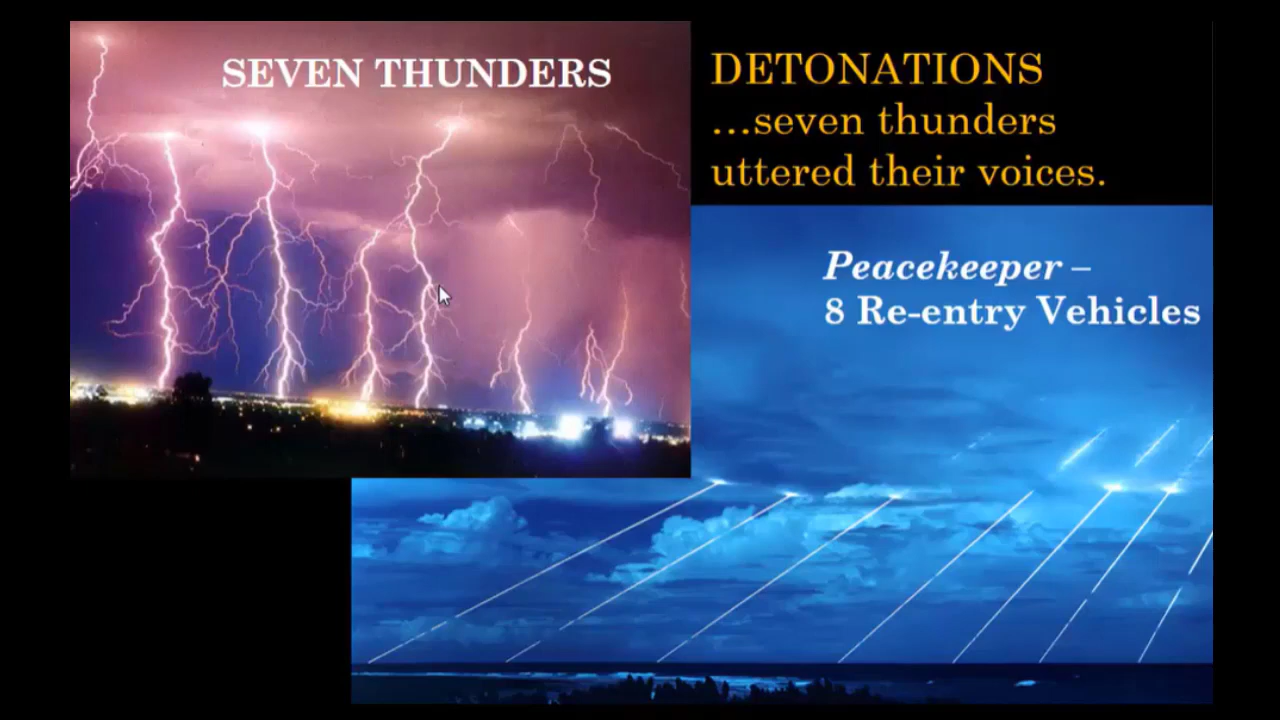 SEVEN THUNDERS
DETONATIONS
...seven thunders
uttered their voices.
Peacekeeper –
8 Re-entry Vehicles